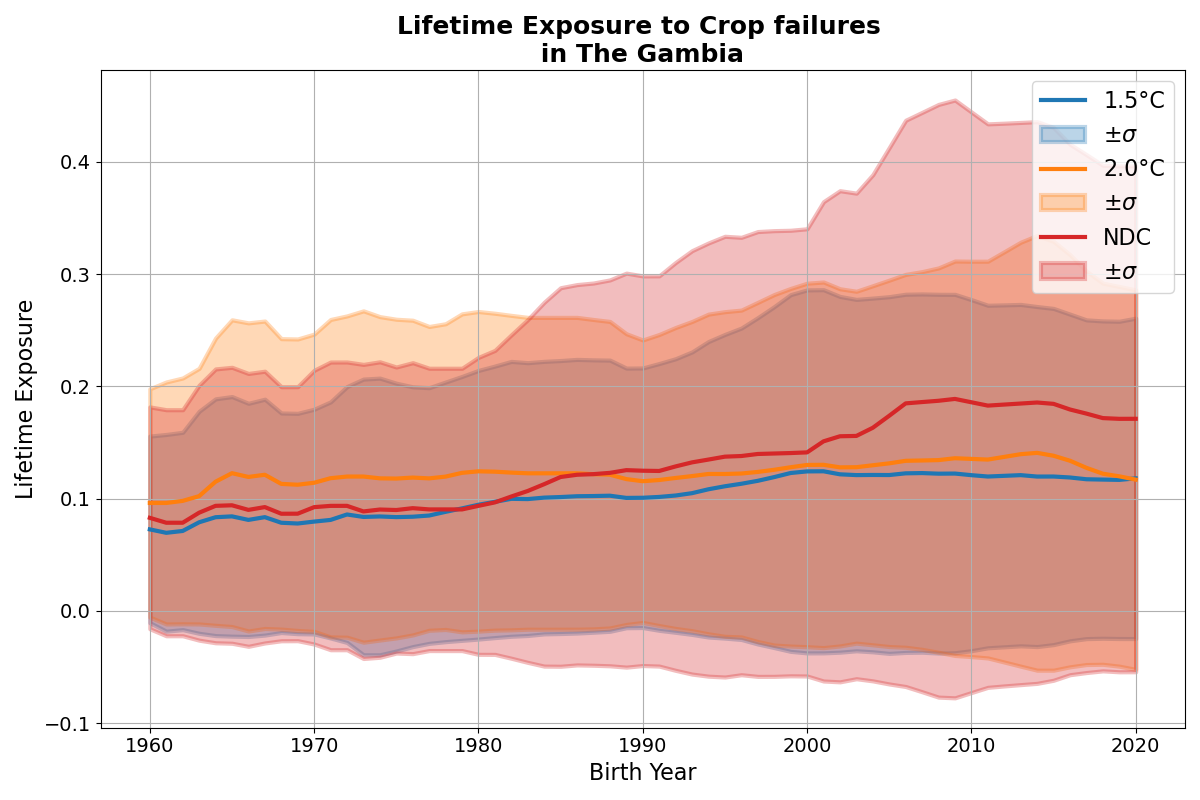 Lifetime Exposure to Crop failures
in The Gambia
Lifetime Exposure
0.4
0.3
0.2
0.1
0.0
−0.1
1960 1970 1980 1990 2000 2010 2020
Birth Year
1.5°C
±σ
2.0°C
±σ
NDC
±σ